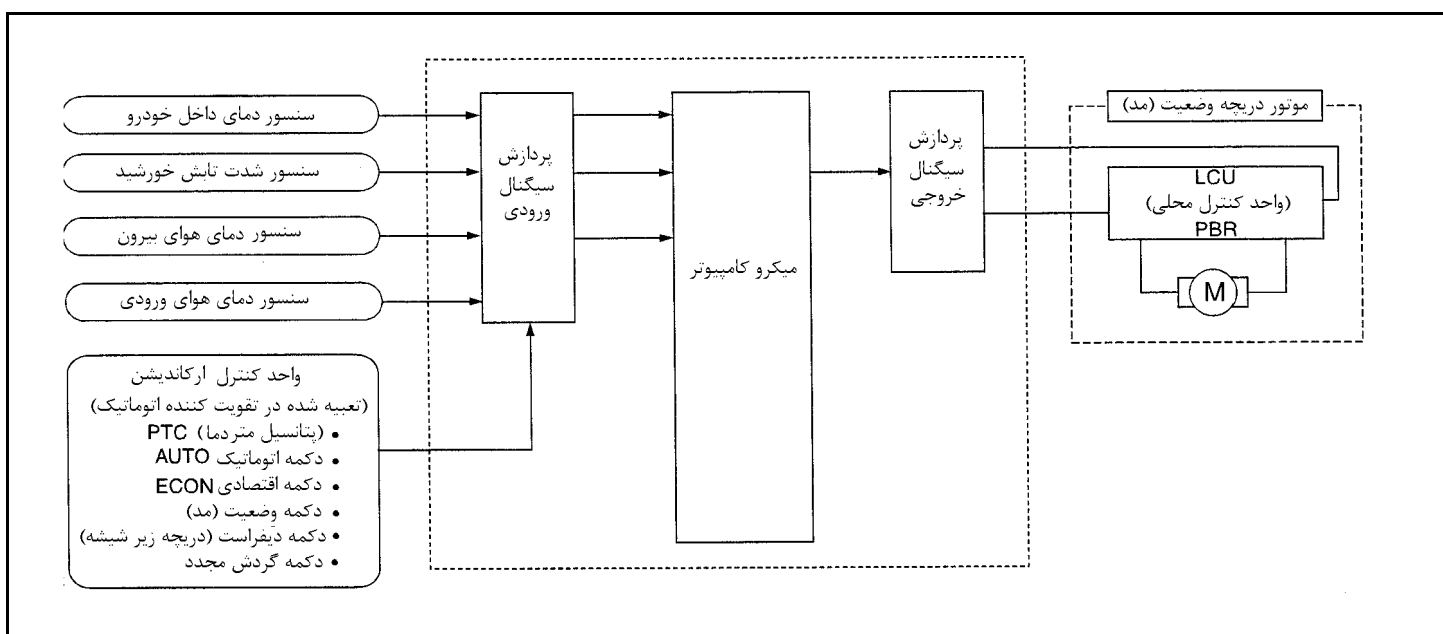 سنسور دمای داخل خودرو
سنسور شدت تابش خورشید
سنسور دمای هوای بیرون
سنسور دمای هوای ورودی
واحد کنترل ارکاندیشن
(تعبیه شده در تقویت کننده اتوماتیک)
• PTC (پتانسیل متر دما)
• دکمه اتوماتیک AUTO
• دکمه اقتصادی ECON
• دکمه وضعیت (مد)
• دکمه دیفراست (دریچه زیر شیشه)
• دکمه گردش مجدد
پردازش
سیگنال
ورودی
میکرو کامپیوتر
پردازش
سیگنال
خروجی
موتور دریچه وضعیت (مد)
LCU
(واحد کنترل محلی)
PBR
M